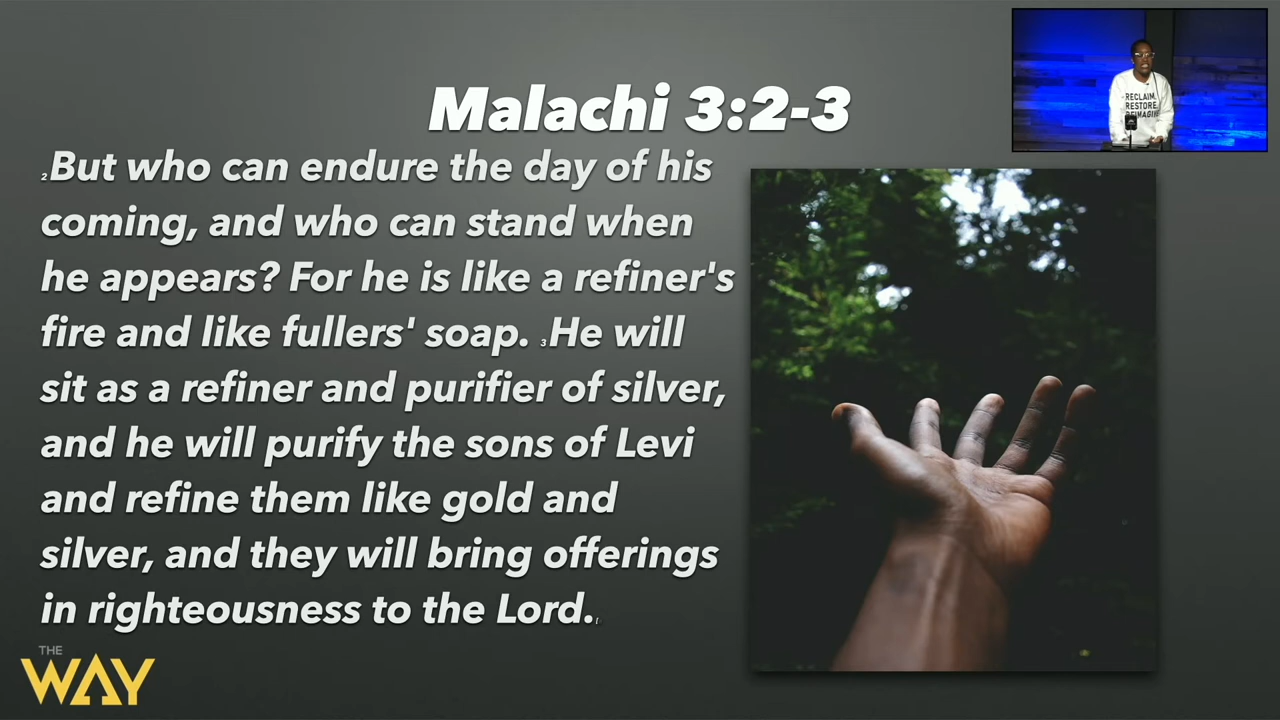 Malachi 3:2-3
2But who can endure the day of his
coming, and who can stand when
he appears? For he is like a refiner's
fire and like fullers' soap. 3He will
sit as a refiner and purifier of silver,
and he will purify the sons of Levi
and refine them like gold and
silver, and they will bring offerings
in righteousness to the Lord.
RECLAIM.
RESTORE.
REIMAGINE
THE
WAY